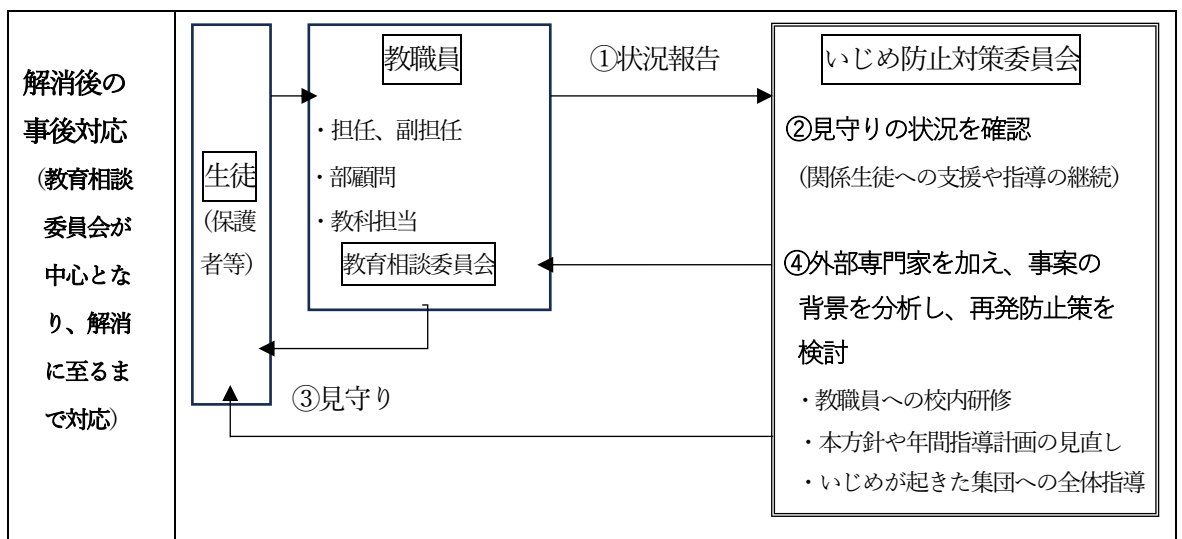 解消後の
事後対応
（教育相談
委員会が
中心とな
り、解消
に至るま
で対応）
生徒
（保護
者等）
教職員
・担任、副担任
・部顧問
・教科担当
教育相談委員会
①状況報告
③見守り
いじめ防止対策委員会
②見守りの状況を確認
（関係生徒への支援や指導の継続）
④外部専門家を加え、事案の
背景を分析し、再発防止策を
検討
・教職員への校内研修
・本方針や年間指導計画の見直し
・いじめが起きた集団への全体指導